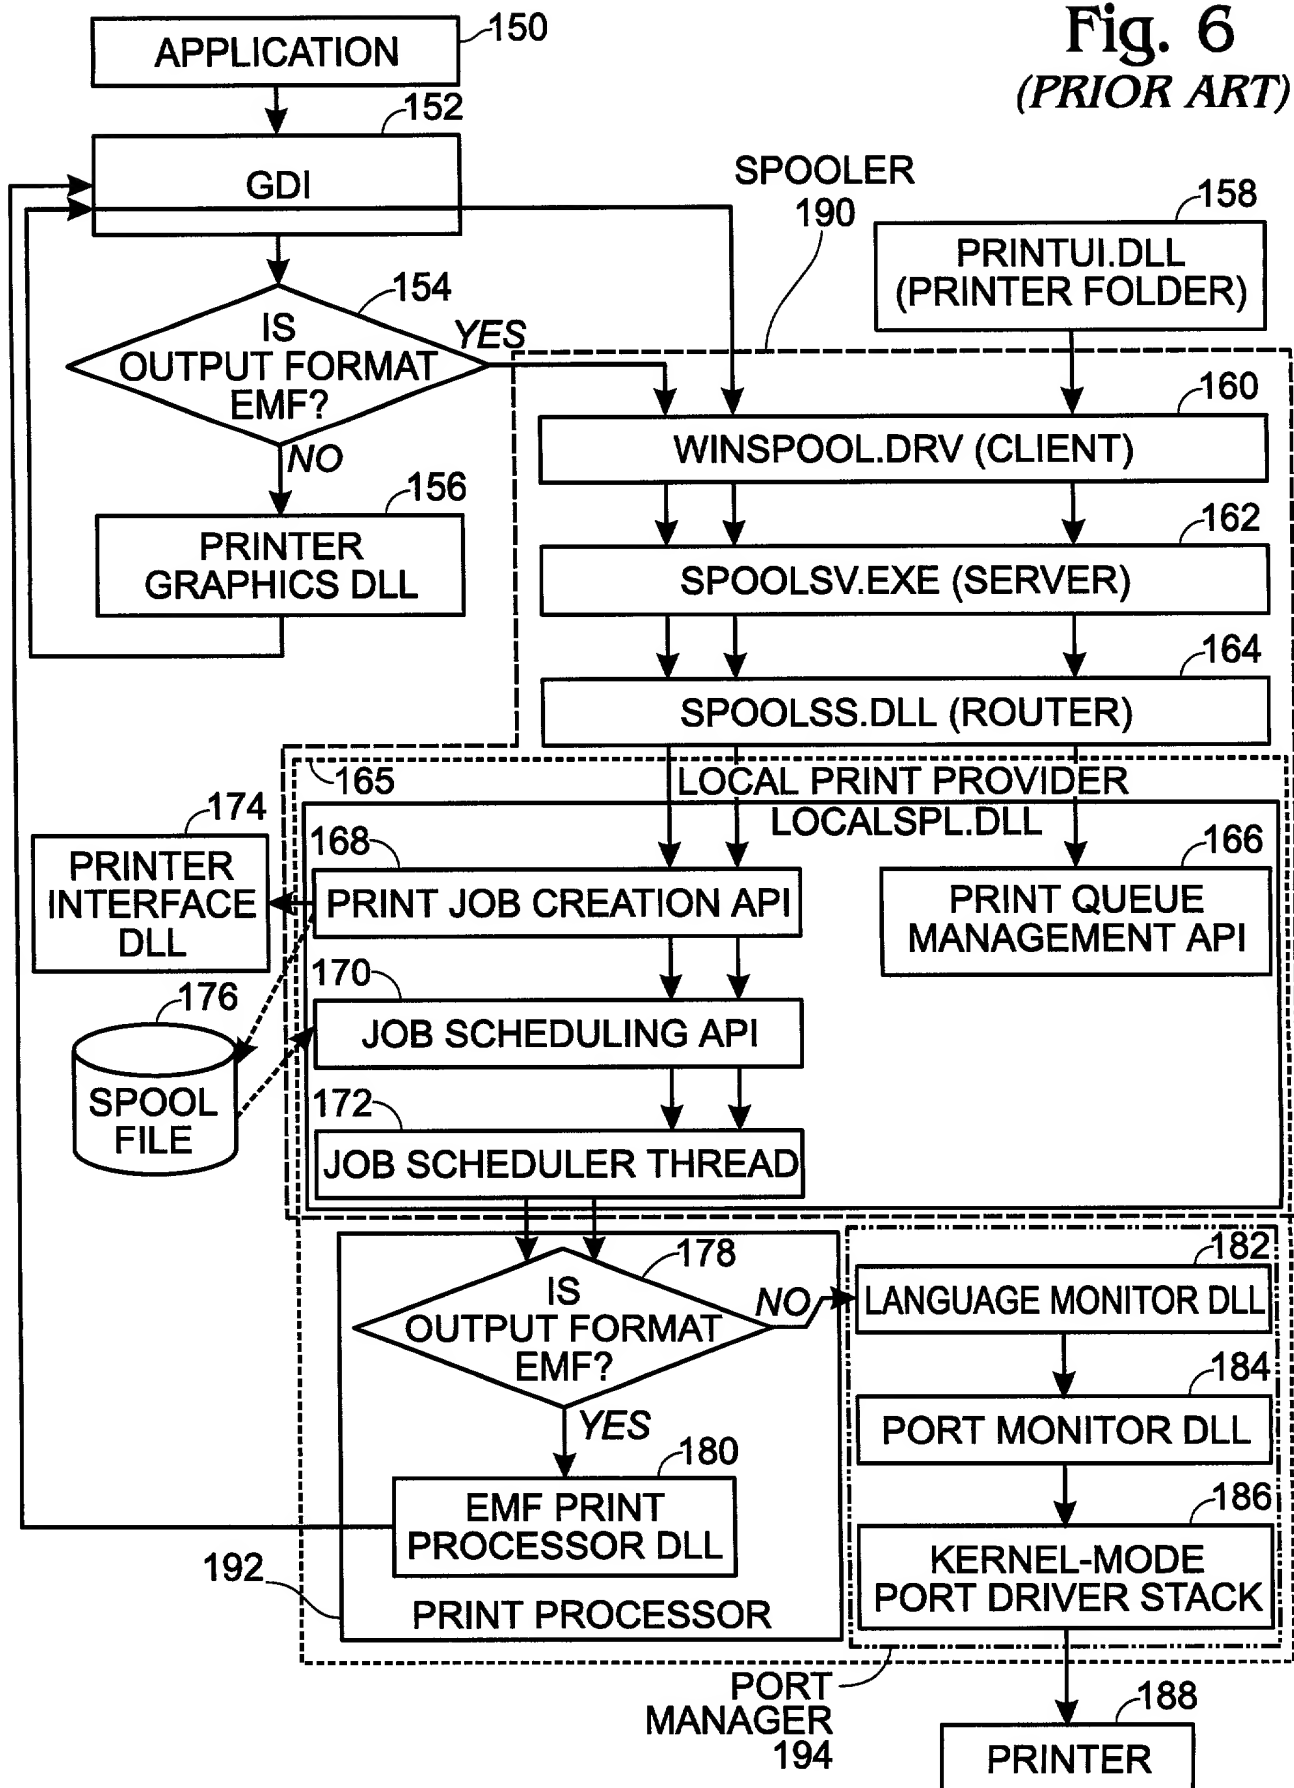 Fig. 6
(PRIOR ART)
150
APPLICATION
152
GDI
SPOOLER
190
158
PRINTUI.DLL
(PRINTER FOLDER)
154
IS
OUTPUT FORMAT
EMF?
YES
NO
156
PRINTER
GRAPHICS DLL
160
WINSPOOL.DRV (CLIENT)
162
SPOOLSV.EXE (SERVER)
164
SPOOLSS.DLL (ROUTER)
165
LOCAL PRINT PROVIDER
LOCALSPL.DLL
174
PRINTER
INTERFACE
DLL
168
PRINT JOB CREATION API
166
PRINT QUEUE
MANAGEMENT API
176
SPOOL
FILE
170
JOB SCHEDULING API
172
JOB SCHEDULER THREAD
178
IS
OUTPUT FORMAT
EMF?
NO
YES
182
LANGUAGE MONITOR DLL
184
PORT MONITOR DLL
180
EMF PRINT
PROCESSOR DLL
186
KERNEL-MODE
PORT DRIVER STACK
192
PRINT PROCESSOR
PORT
MANAGER
194
188
PRINTER